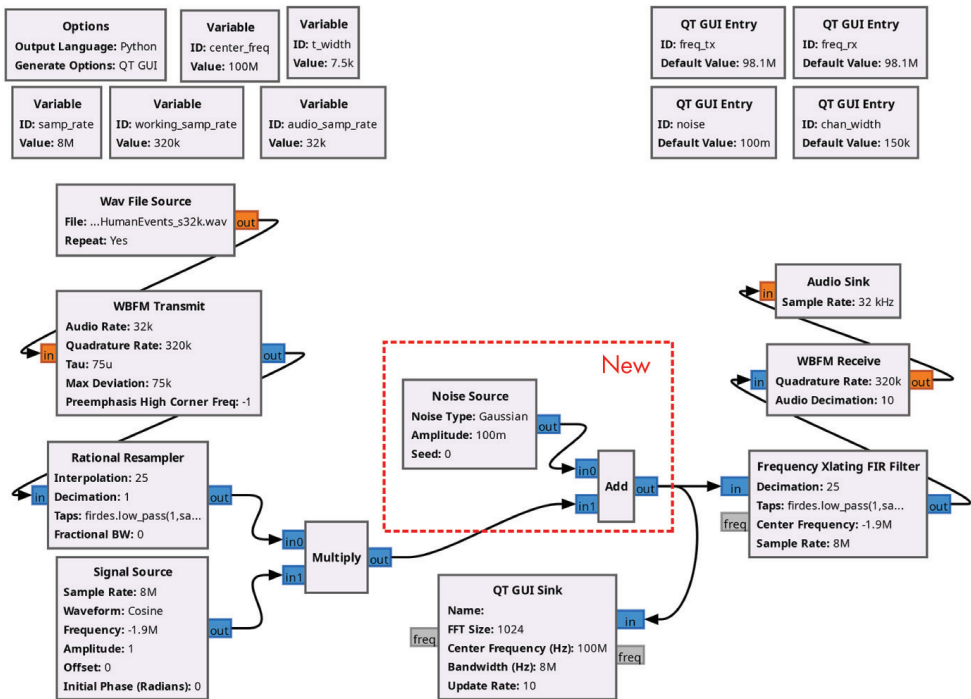 Options
Output Language: Python
Generate Options: QT GUI
Variable
ID: center_freq
Value: 100M
Variable
ID: t_width
Value: 7.5k
QT GUI Entry
ID: freq_tx
Default Value: 98.1M
QT GUI Entry
ID: freq_rx
Default Value: 98.1M
Variable
ID: samp_rate
Value: 8M
Variable
ID: working_samp_rate
Value: 320k
Variable
ID: audio_samp_rate
Value: 32k
QT GUI Entry
ID: noise
Default Value: 100m
QT GUI Entry
ID: chan_width
Default Value: 150k
Wav File Source
File: ...HumanEvents_s32k.wav
Repeat: Yes
out
WBFM Transmit
Audio Rate: 32k
Quadrature Rate: 320k
Tau: 75u
Max Deviation: 75k
Preemphasis High Corner Freq: -1
in
out
Rational Resampler
Interpolation: 25
Decimation: 1
Taps: firdes.low_pass(1,sa...
Fractional BW: 0
in
out
Signal Source
Sample Rate: 8M
Waveform: Cosine
Frequency: -1.9M
Amplitude: 1
Offset: 0
Initial Phase (Radians): 0
out
in0
in1
Multiply
out
New
Noise Source
Noise Type: Gaussian
Amplitude: 100m
Seed: 0
out
in0
in1
Add
out
QT GUI Sink
Name:
FFT Size: 1024
Center Frequency (Hz): 100M
Bandwidth (Hz): 8M
Update Rate: 10
freq
in
freq
Audio Sink
Sample Rate: 32 kHz
in
WBFM Receive
Quadrature Rate: 320k
Audio Decimation: 10
in
out
Frequency Xlating FIR Filter
Decimation: 25
Taps: firdes.low_pass(1,sa...
Center Frequency: -1.9M
Sample Rate: 8M
in
freq
out